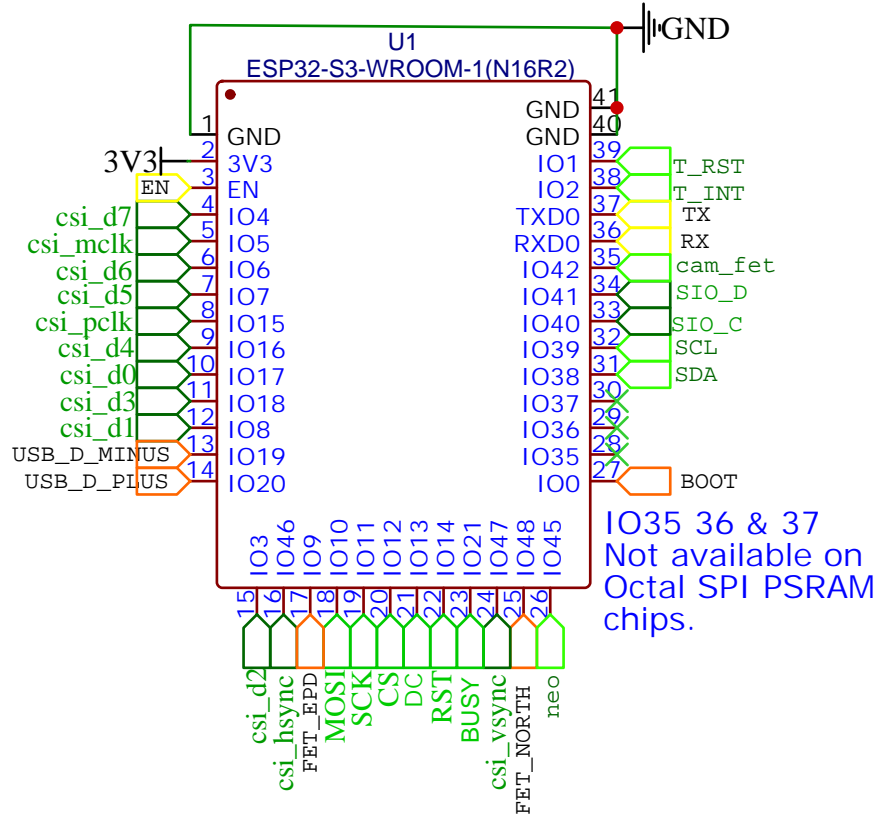 GND
U1
ESP32-S3-WROOM-1(N16R2)
41
GND
1
40
GND
GND
3V3
2
3V3
39
IO1
T_RST
EN
3
EN
38
IO2
T_INT
csi_d7
4
IO4
37
TXD0
TX
csi_mclk
5
IO5
36
RXD0
RX
csi_d6
6
IO6
35
IO42
cam_fet
csi_d5
7
IO7
34
IO41
SIO_D
csi_pclk
8
IO15
33
IO40
SIO_C
csi_d4
9
IO16
32
IO39
SCL
csi_d0
10
IO17
31
IO38
SDA
csi_d3
11
IO18
30
IO37
csi_d1
12
IO8
29
IO36
USB_D_MINUS
13
IO19
28
IO35
USB_D_PLUS
14
IO20
27
IO0
BOOT
IO35 36 & 37
Not available on
Octal SPI PSRAM
chips.
IO3
IO46
IO9
IO10
IO11
IO12
IO13
IO14
IO21
IO47
IO48
IO45
15
16
17
18
19
20
21
22
23
24
25
26
csi_d2
csi_hsync
FET_EPD
MOSI
SCK
CS
DC
RST
BUSY
csi_vsync
FET_NORTH
neo